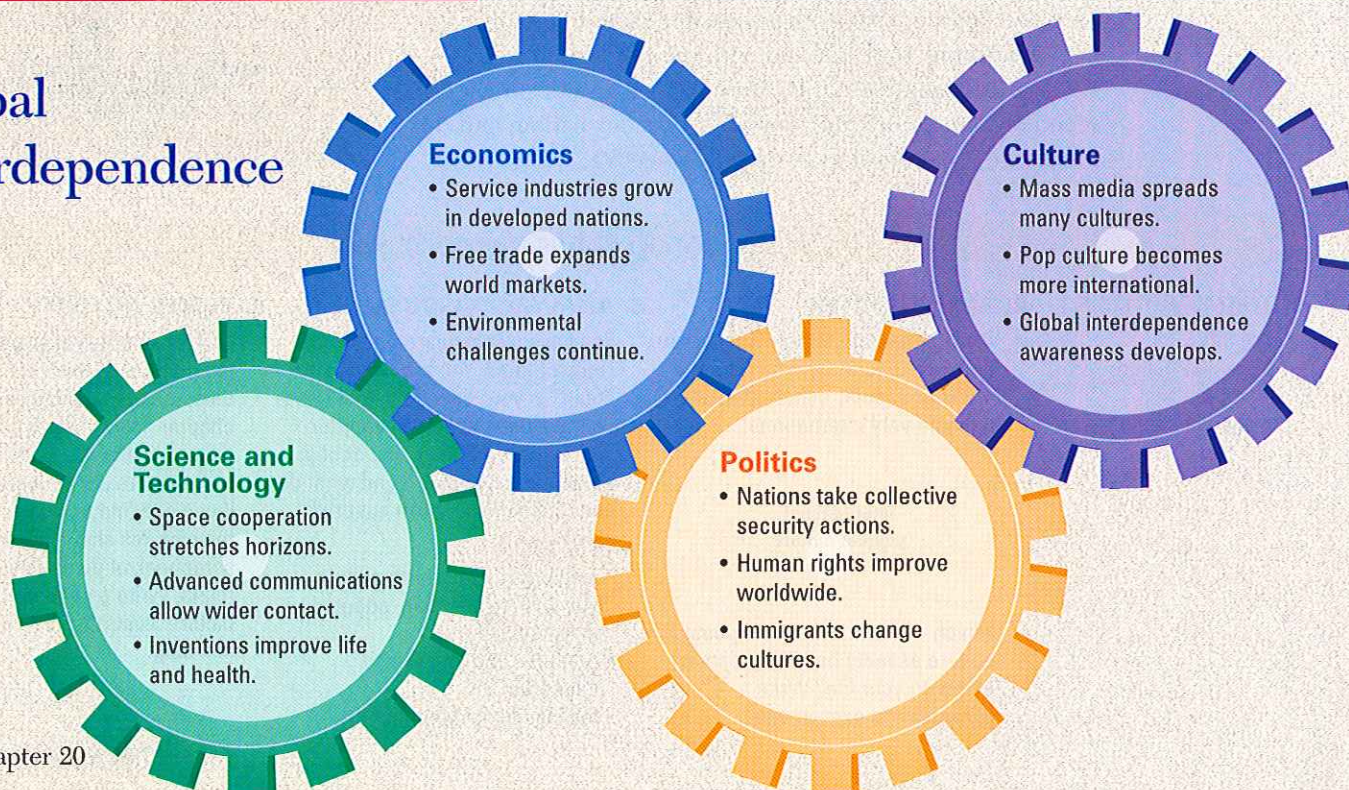 bal
rdependence
Economics
• Service industries grow
in developed nations.
• Free trade expands
world markets.
• Environmental
challenges continue.
Culture
• Mass media spreads
many cultures.
• Pop culture becomes
more international.
• Global interdependence
awareness develops.
Science and
Technology
• Space cooperation
stretches horizons.
• Advanced communications
allow wider contact.
• Inventions improve life
and health.
Politics
• Nations take collective
security actions.
• Human rights improve
worldwide.
• Immigrants change
cultures.
apter 20